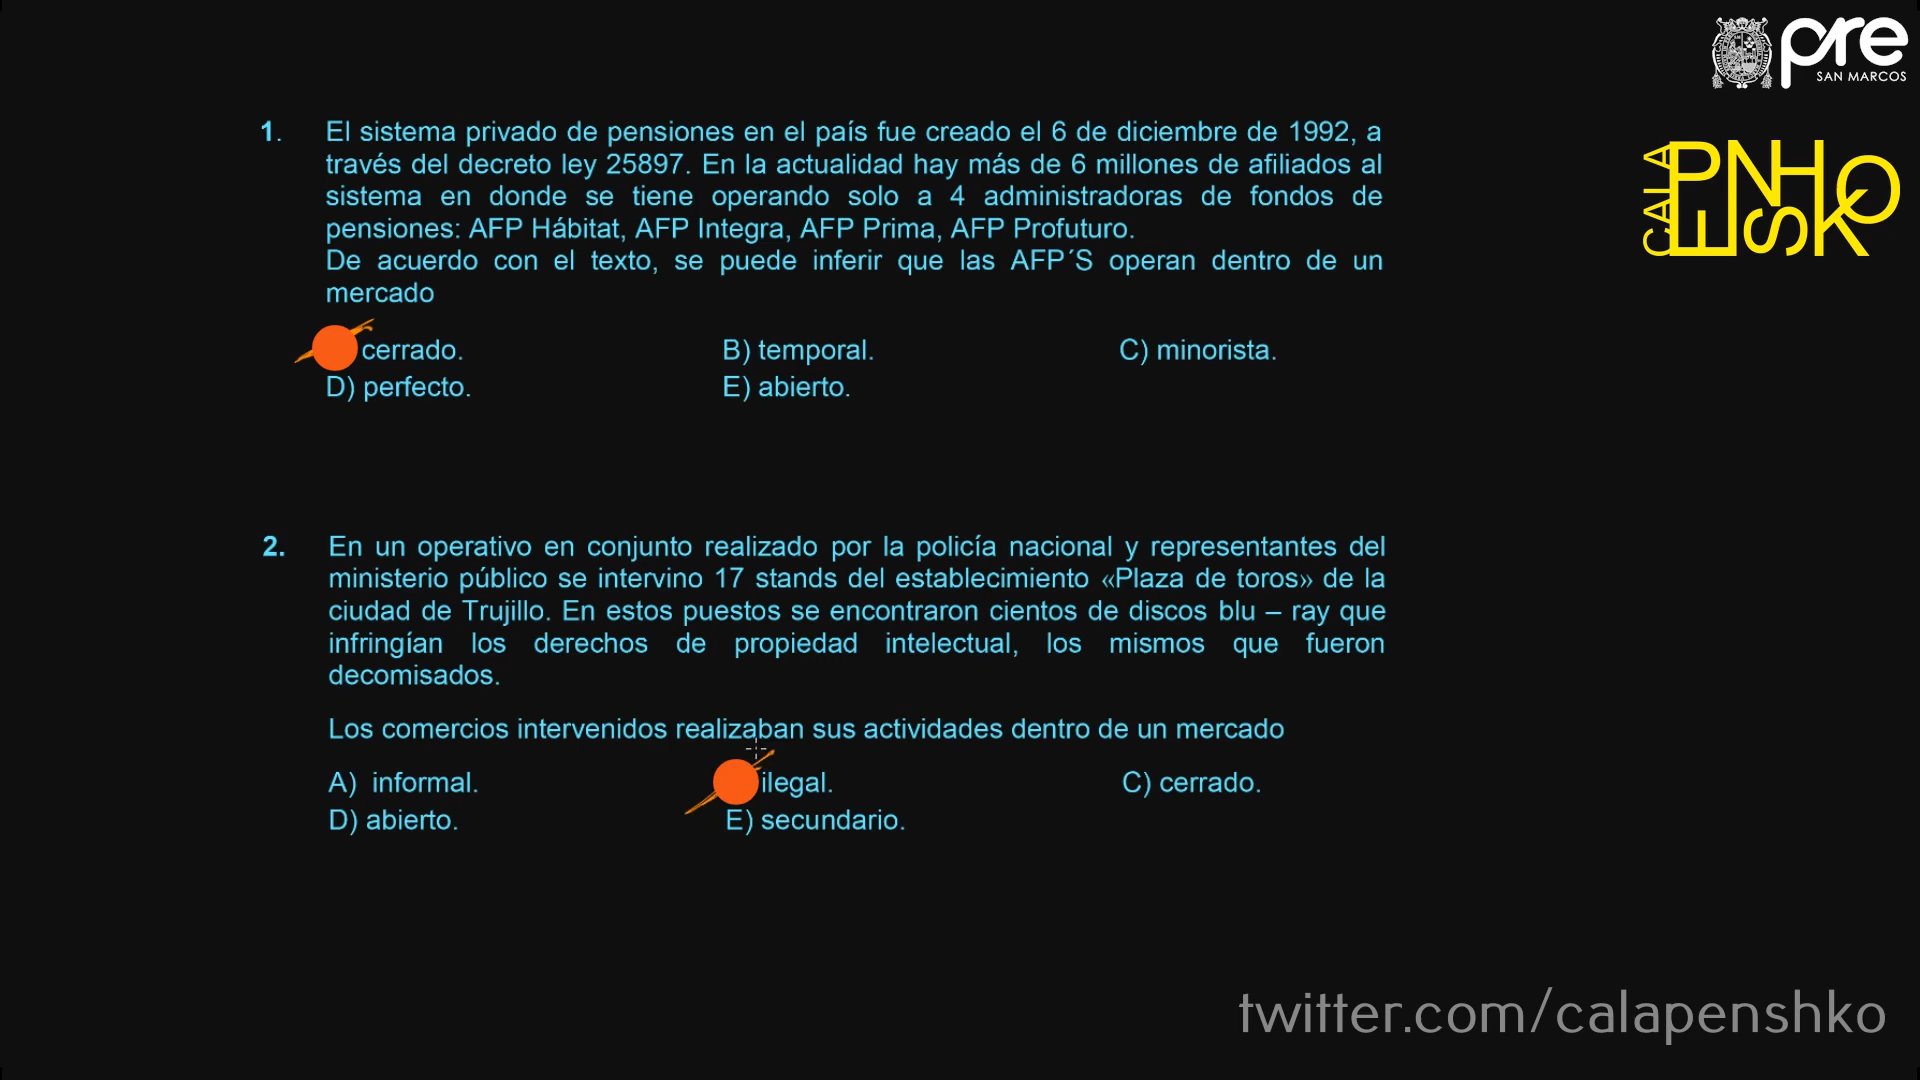 pre
SAN MARCOS
CALA
PENSHKO
1. El sistema privado de pensiones en el país fue creado el 6 de diciembre de 1992, a
través del decreto ley 25897. En la actualidad hay más de 6 millones de afiliados al
sistema en donde se tiene operando solo a 4 administradoras de fondos de
pensiones: AFP Hábitat, AFP Integra, AFP Prima, AFP Profuturo.
De acuerdo con el texto, se puede inferir que las AFP´S operan dentro de un
mercado
cerrado. B) temporal. C) minorista.
D) perfecto. E) abierto.
2. En un operativo en conjunto realizado por la policía nacional y representantes del
ministerio público se intervino 17 stands del establecimiento «Plaza de toros» de la
ciudad de Trujillo. En estos puestos se encontraron cientos de discos blu – ray que
infringían los derechos de propiedad intelectual, los mismos que fueron
decomisados.
Los comercios intervenidos realizaban sus actividades dentro de un mercado
A) informal. ilegal. C) cerrado.
D) abierto. E) secundario.
twitter.com/calapenshko